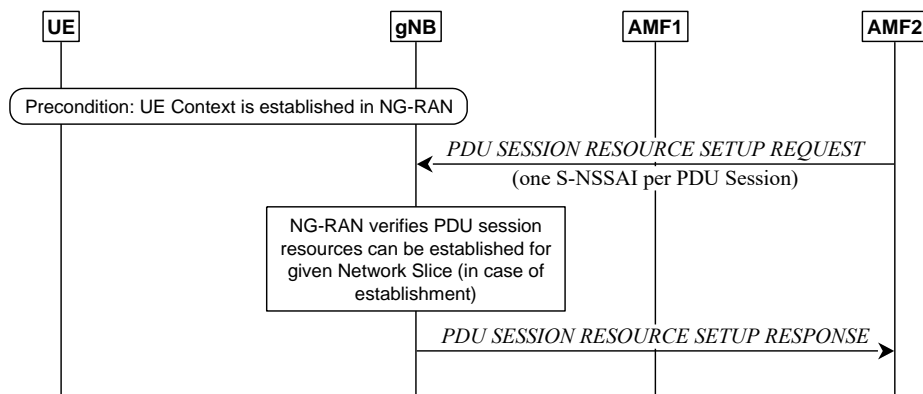 UE
gNB
AMF1
AMF2
Precondition: UE Context is established in NG-RAN
PDU SESSION RESOURCE SETUP REQUEST
(one S-NSSAI per PDU Session)
NG-RAN verifies PDU session
resources can be established for
given Network Slice (in case of
establishment)
PDU SESSION RESOURCE SETUP RESPONSE